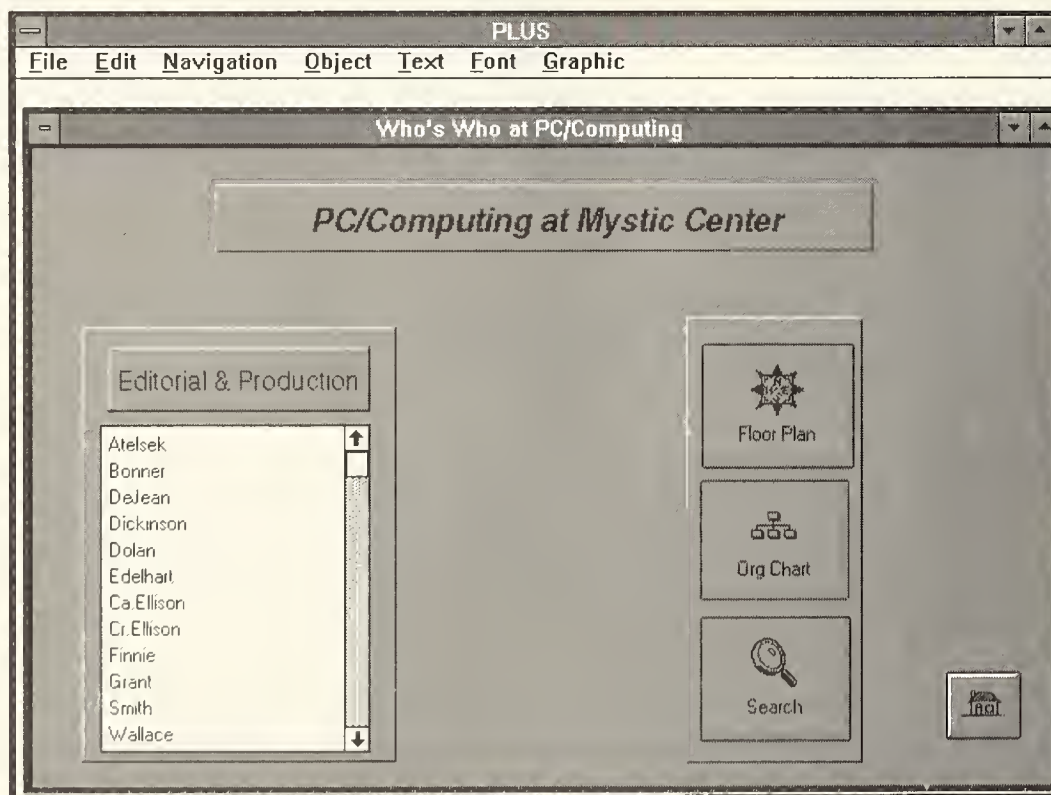 PLUS
File Edit Navigation Object Text Font Graphic
Who's Who at PC/Computing
PC/Computing at Mystic Center
Editorial & Production
Atelsek
Bonner
DeJean
Dickinson
Dolan
Edelhart
Ca.Ellison
Cr.Ellison
Finnie
Grant
Smith
Wallace
Floor Plan
Org Chart
Search